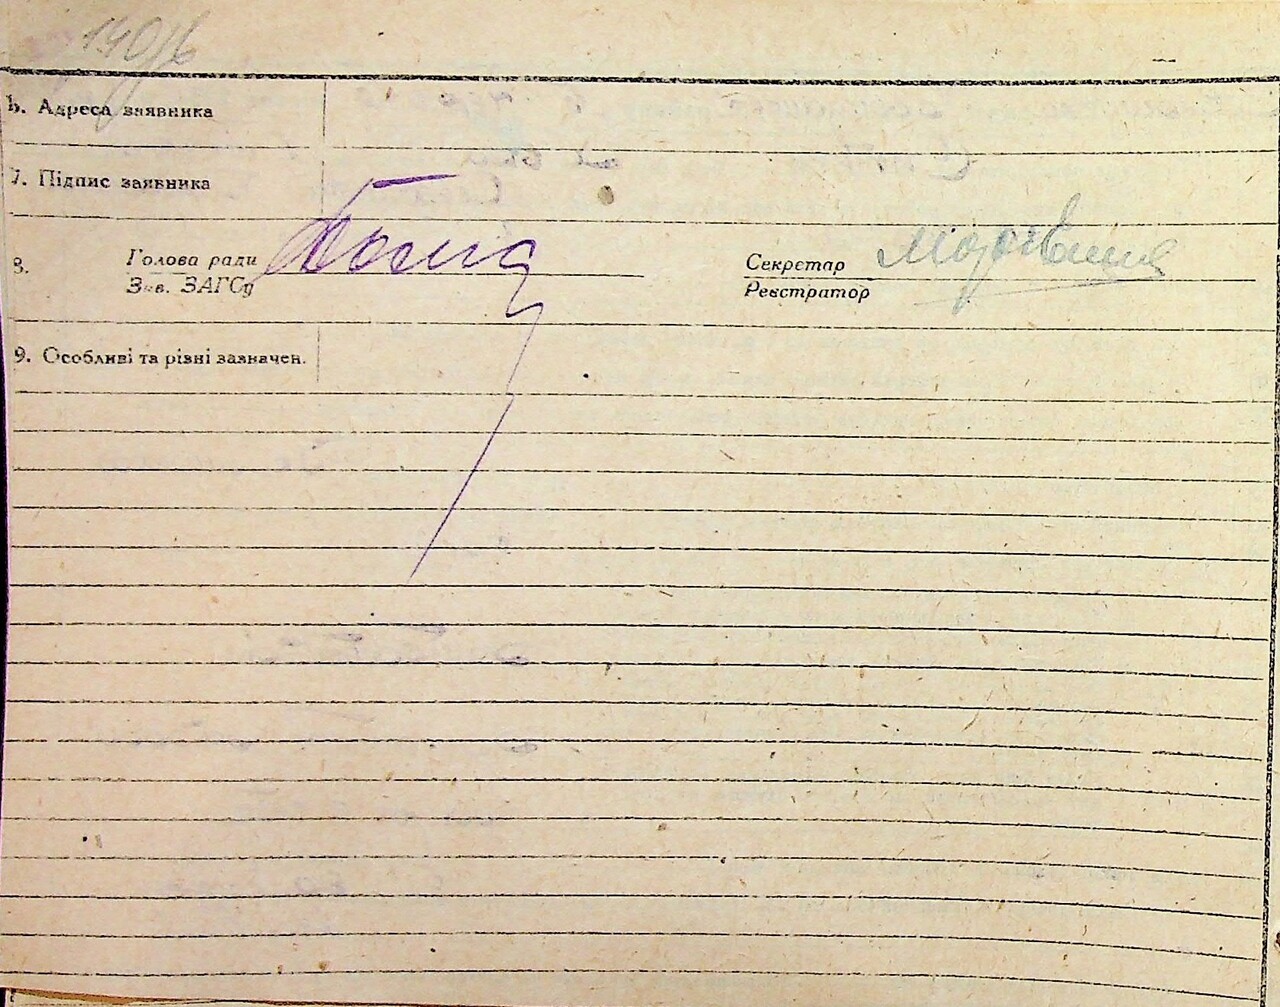 6. Адреса заявника
7. Підпис заявника
8. Голова ради
Зав. ЗАГСу
Секретар
Реєстратор
9. Особливі та різні зазначен.